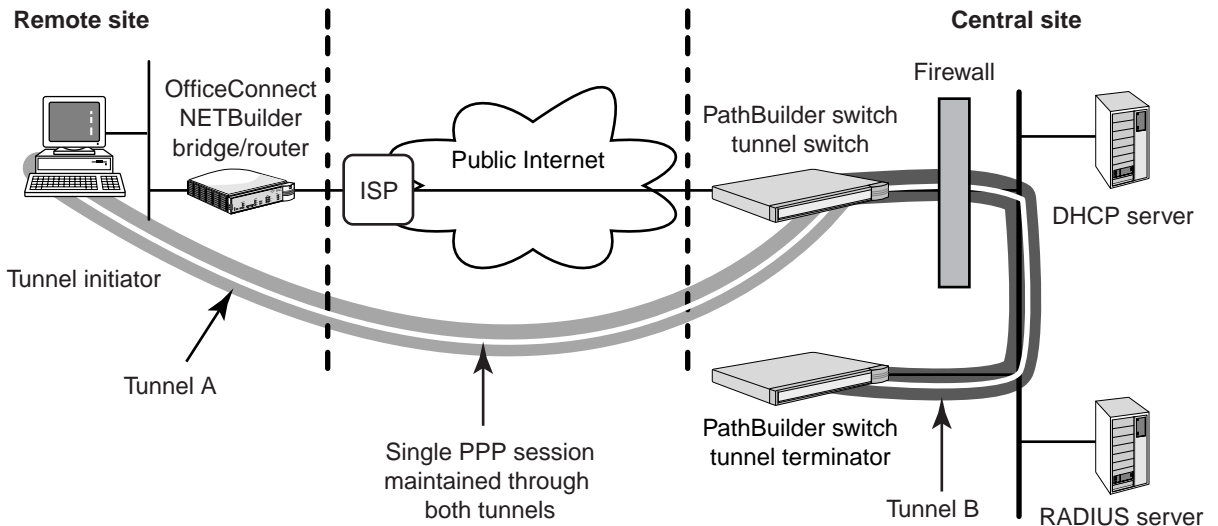 Remote site
Central site
OfficeConnect
NETBuilder
bridge/router
Firewall
PathBuilder switch
tunnel switch
Public Internet
ISP
DHCP server
Tunnel initiator
Tunnel A
Single PPP session
maintained through
both tunnels
PathBuilder switch
tunnel terminator
Tunnel B
RADIUS server